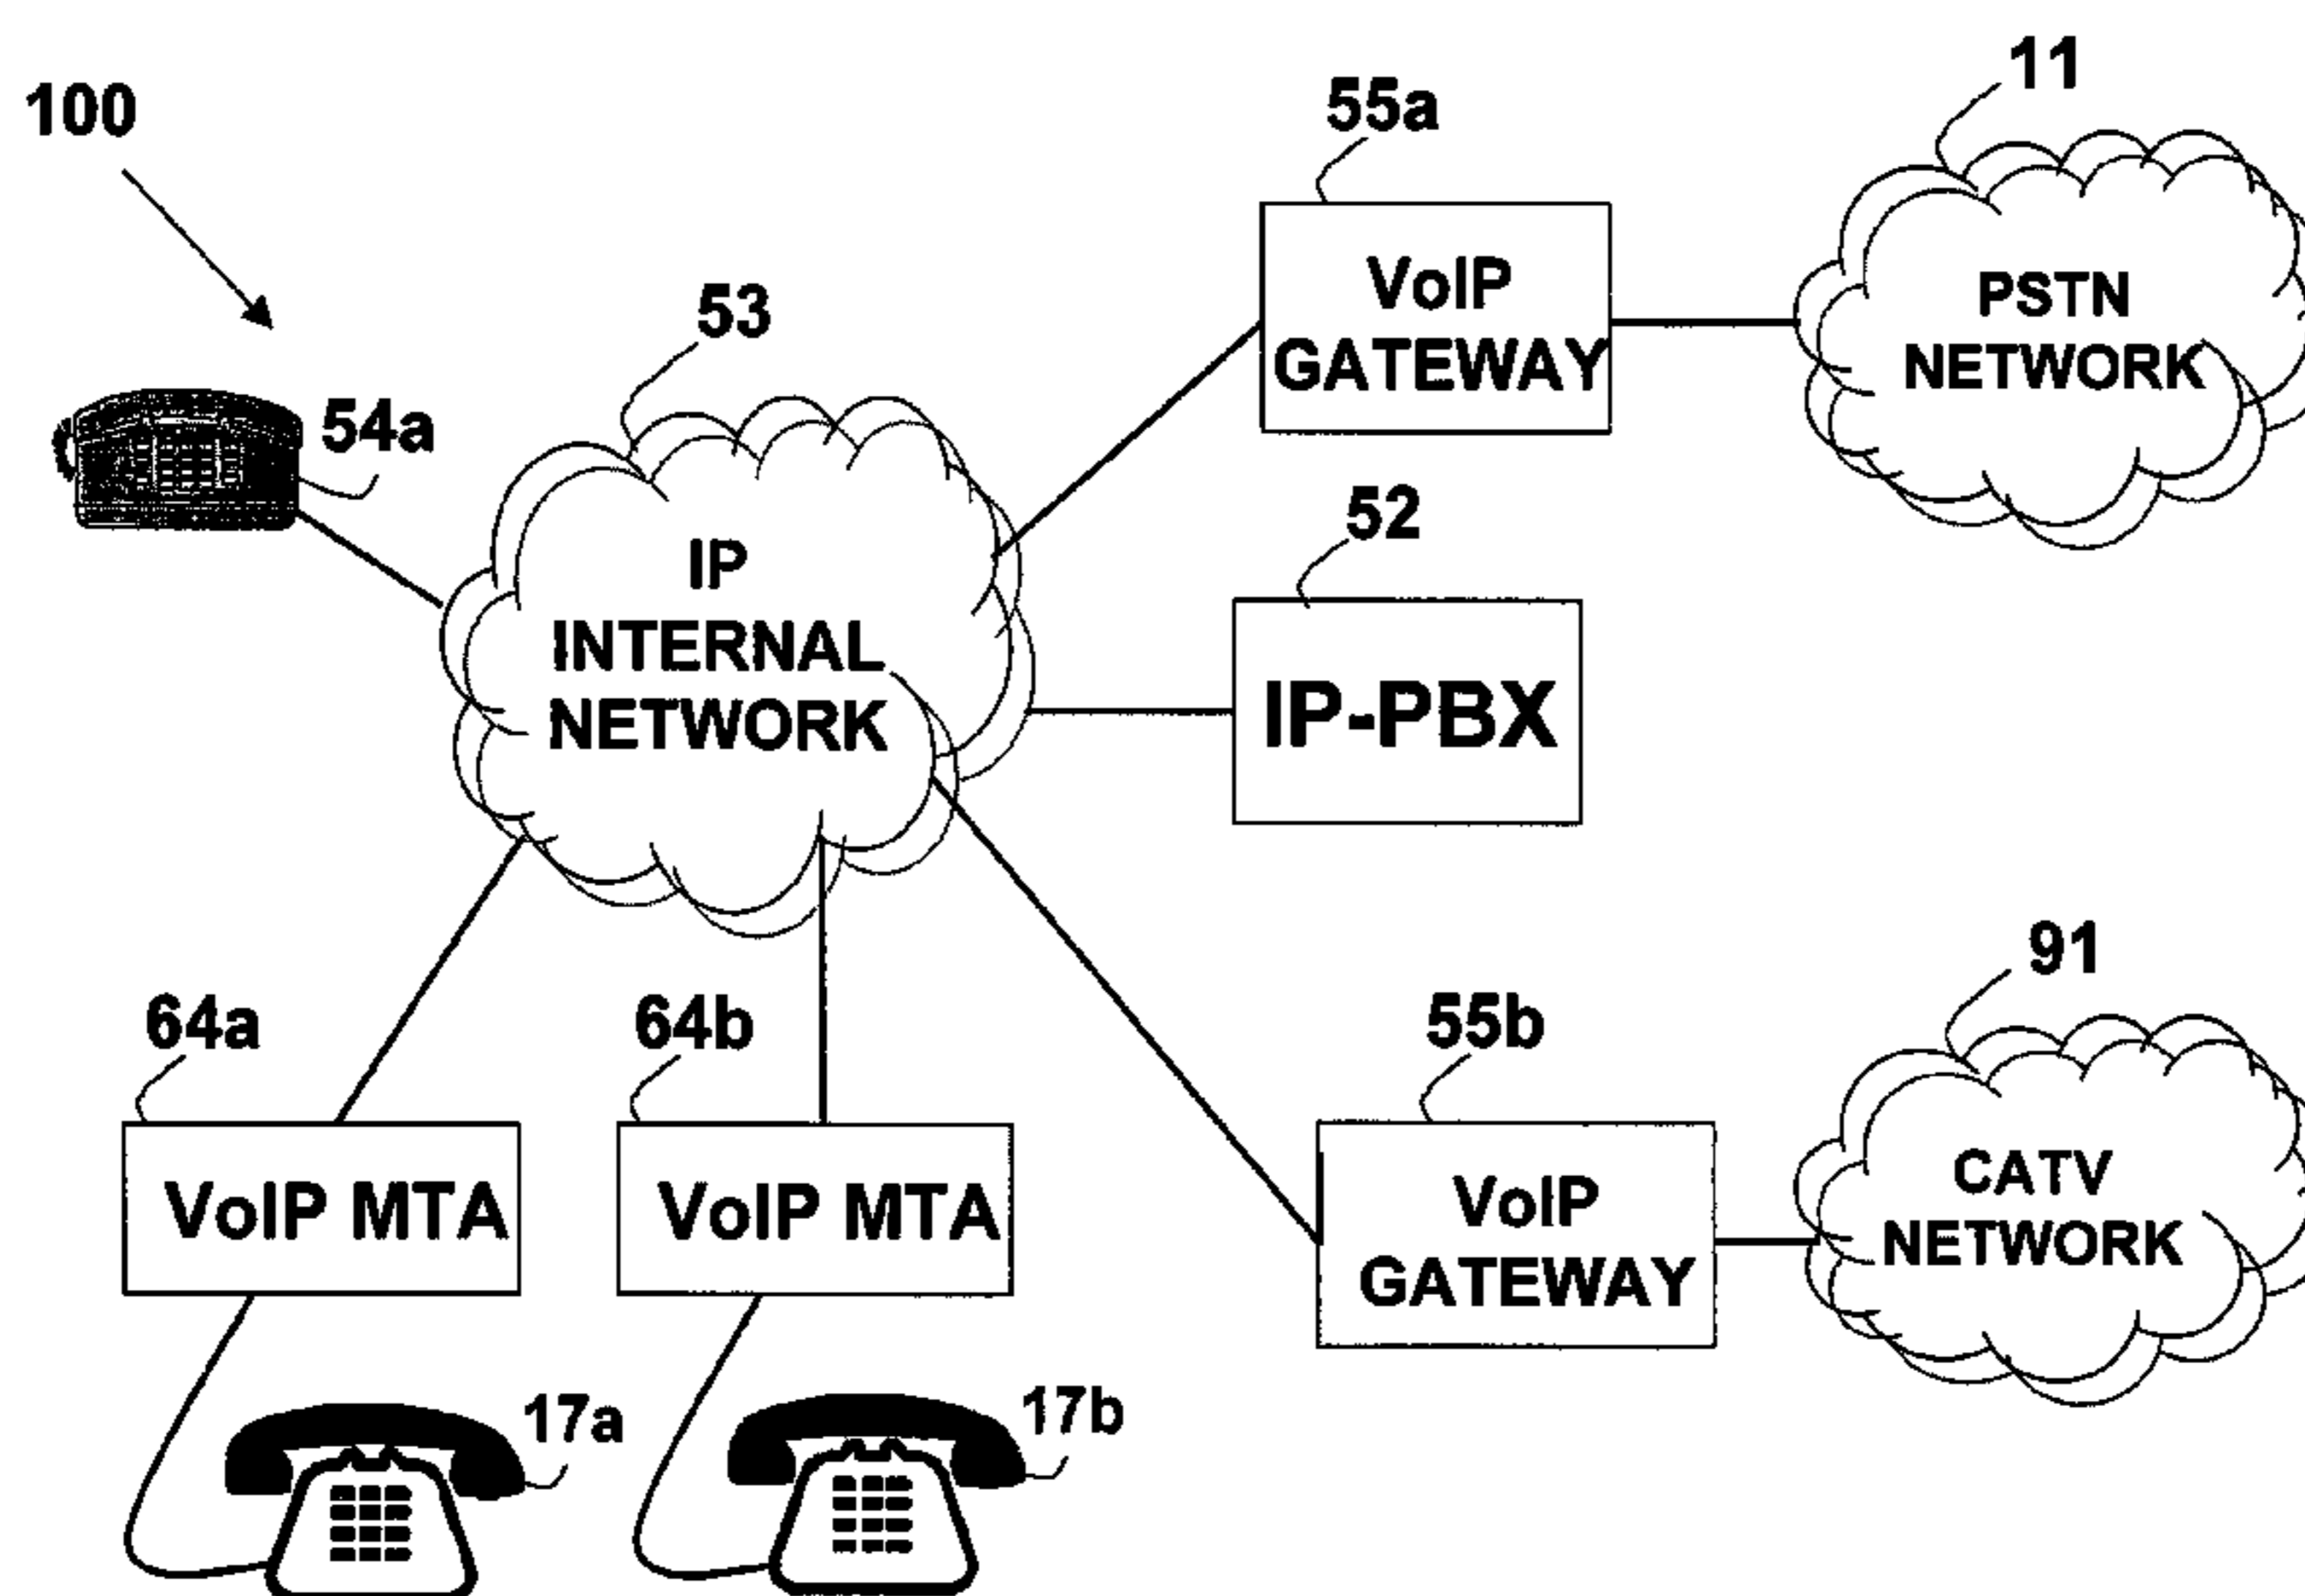 100
55a
11
VoIP
GATEWAY
PSTN
NETWORK
53
54a
52
IP
INTERNAL
NETWORK
IP-PBX
91
64a
64b
55b
VoIP MTA
VoIP MTA
VoIP
GATEWAY
CATV
NETWORK
17a
17b